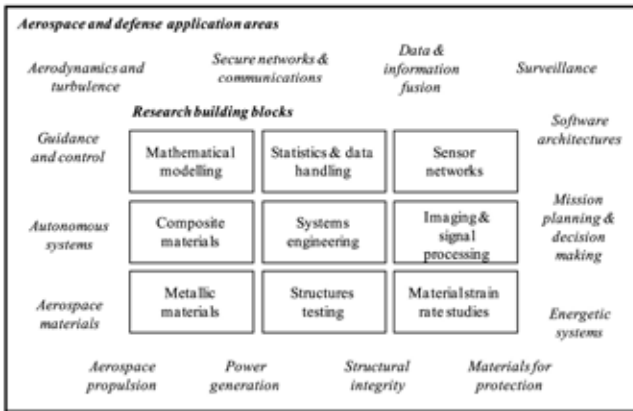 Aerospace and defense application areas
Aerodynamics and
turbulence
Secure networks &
communications
Data &
information
fusion
Surveillance
Research building blocks
Guidance
and control
Mathematical
modelling
Statistics & data
handling
Sensor
networks
Software
architectures
Autonomous
systems
Composite
materials
Systems
engineering
Imaging &
signal
processing
Mission
planning &
decision
making
Aerospace
materials
Metallic
materials
Structures
testing
Material strain
rate studies
Energetic
systems
Aerospace
propulsion
Power
generation
Structural
integrity
Materials for
protection